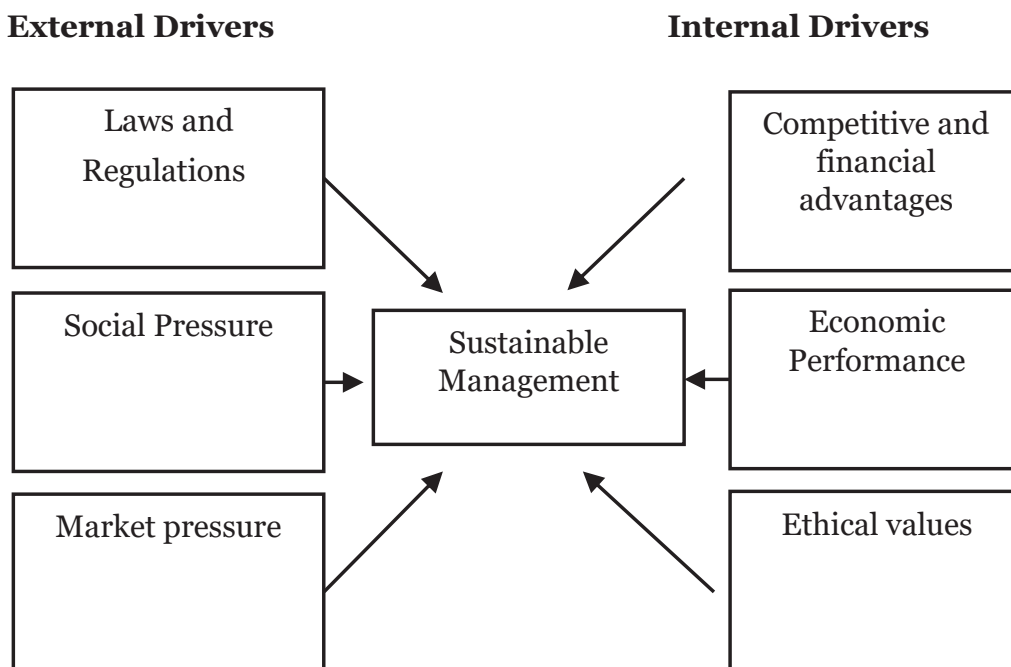 External Drivers
Internal Drivers
Laws and
Regulations
Competitive and
financial
advantages
Social Pressure
Sustainable
Management
Economic
Performance
Market pressure
Ethical values